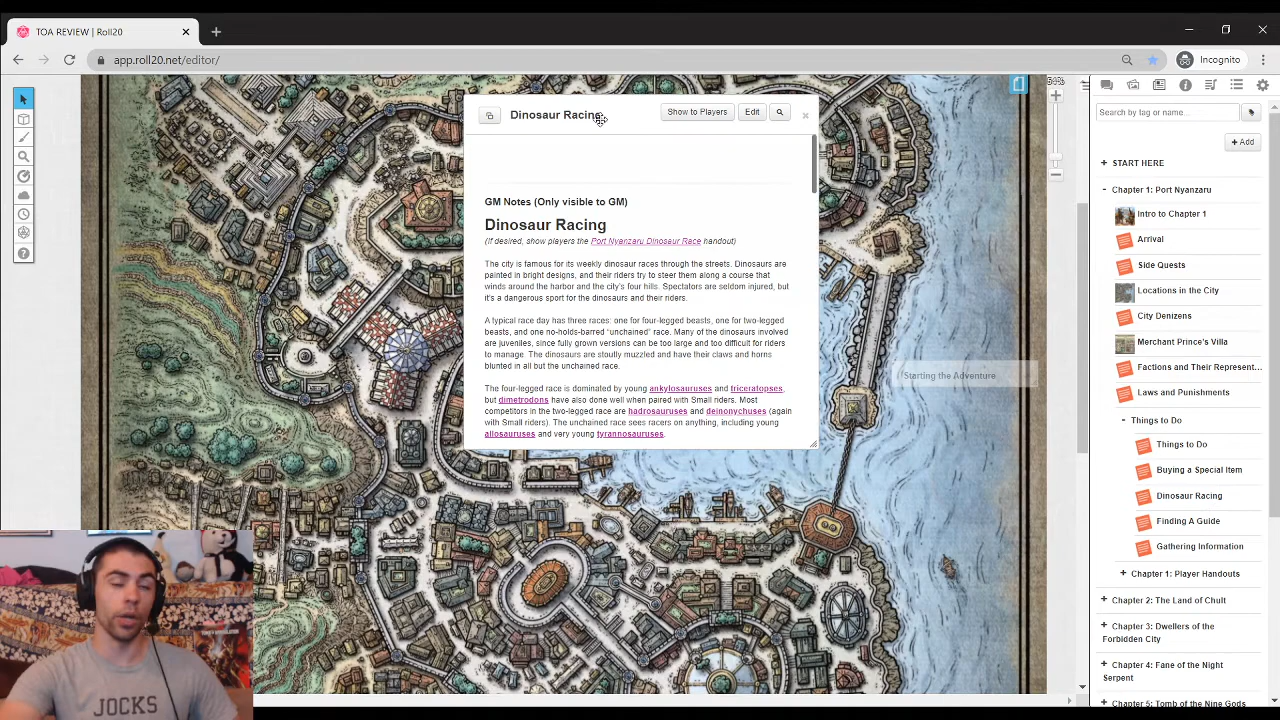 TOA REVIEW | Roll20
app.roll20.net/editor/
Incognito
Dinosaur Racing
Show to Players
Edit
GM Notes (Only visible to GM)
Dinosaur Racing
(If desired, show players the Port Nyanzaru Dinosaur Race handout)
The city is famous for its weekly dinosaur races through the streets. Dinosaurs are
painted in bright designs, and their riders try to steer them along a course that
winds around the harbor and the city's four hills. Spectators are seldom injured, but
it's a dangerous sport for the dinosaurs and their riders.
A typical race day has three races: one for four-legged beasts, one for two-legged
beasts, and one no-holds-barred “unchained” race. Many of the dinosaurs involved
are juveniles, since fully grown versions can be too large and too difficult for riders
to manage. The dinosaurs are stoutly muzzled and have their claws and horns
blunted in all but the unchained race.
The four-legged race is dominated by young ankylosauruses and triceratopses,
but dimetrodons have also done well when paired with Small riders. Most
competitors in the two-legged race are hadrosauruses and deinonychuses (again
with Small riders). The unchained race sees racers on anything, including young
allosauruses and very young tyrannosauruses.
Starting the Adventure
Search by tag or name...
+ Add
START HERE
Chapter 1: Port Nyanzaru
Intro to Chapter 1
Arrival
Side Quests
Locations in the City
City Denizens
Merchant Prince's Villa
Factions and Their Represent...
Laws and Punishments
Things to Do
Things to Do
Buying a Special Item
Dinosaur Racing
Finding A Guide
Gathering Information
Chapter 1: Player Handouts
Chapter 2: The Land of Chult
Chapter 3: Dwellers of the
Forbidden City
Chapter 4: Fane of the Night
Serpent
Chapter 5: Tomb of the Nine Gods
JOCKS